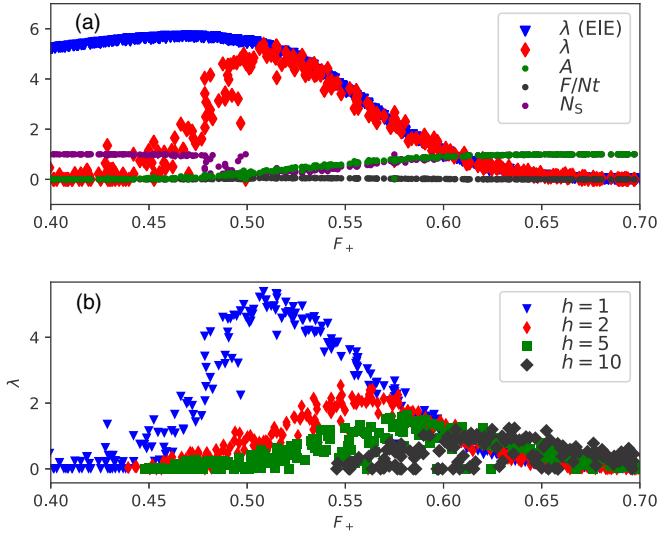 (a)
λ (EIE)
λ
A
F/Nt
N_S
6
4
2
0
0.40 0.45 0.50 0.55 0.60 0.65 0.70
F_+
(b)
h = 1
h = 2
h = 5
h = 10
4
2
0
λ
0.40 0.45 0.50 0.55 0.60 0.65 0.70
F_+